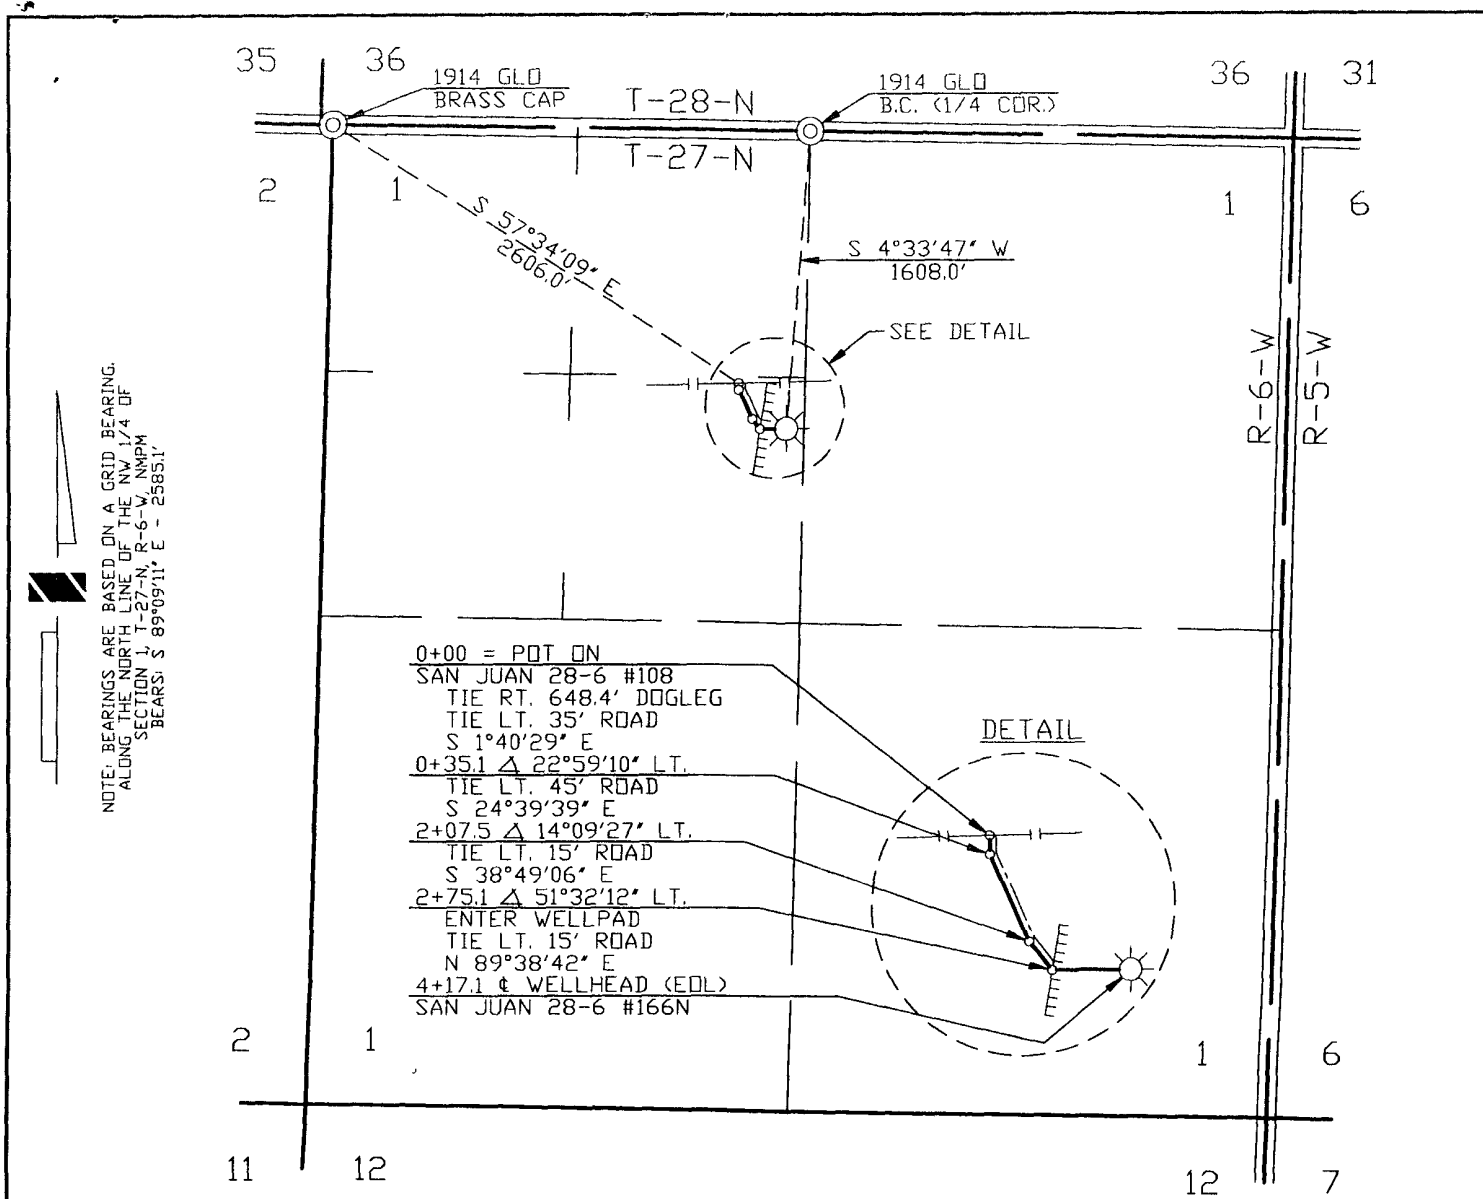 35
36
1914 GLO
BRASS CAP
T-28-N
1914 GLO
B.C. (1/4 COR.)
36
31
T-27-N
2
1
1
6
S 57°34'09" E
2606.0'
S 4°33'47" W
1608.0'
SEE DETAIL
R-6-W
R-5-W
NOTE: BEARINGS ARE BASED ON A GRID BEARING.
ALONG THE NORTH LINE OF THE NW 1/4 OF
SECTION 1, T-27-N, R-6-W, NMPM
BEARS: S 89°09'11" E - 2585.1'
0+00 = POT ON
SAN JUAN 28-6 #108
TIE RT. 648.4' DOGLEG
TIE LT. 35' ROAD
S 1°40'29" E
0+35.1 Δ 22°59'10" LT.
TIE LT. 45' ROAD
S 24°39'39" E
2+07.5 Δ 14°09'27" LT.
TIE LT. 15' ROAD
S 38°49'06" E
2+75.1 Δ 51°32'12" LT.
ENTER WELLPAD
TIE LT. 15' ROAD
N 89°38'42" E
4+17.1 ℄ WELLHEAD (EOL)
SAN JUAN 28-6 #166N
DETAIL
2
1
1
6
11
12
12
7